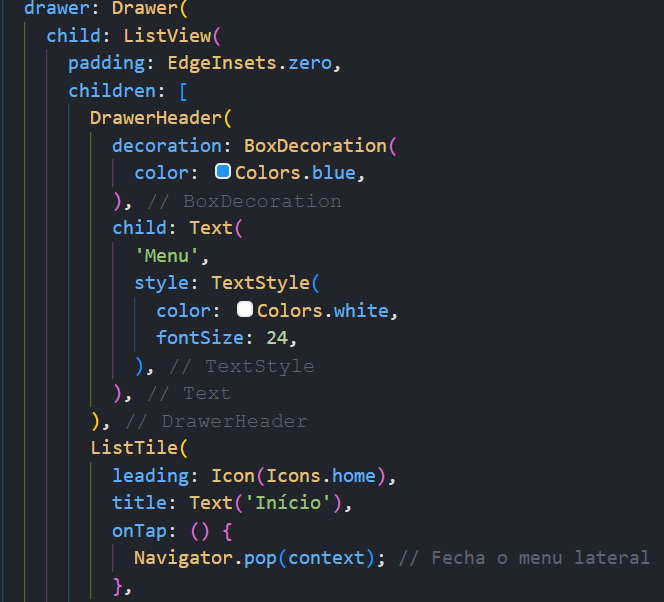 drawer: Drawer(
child: ListView(
padding: EdgeInsets.zero,
children: [
DrawerHeader(
decoration: BoxDecoration(
color: Colors.blue,
), // BoxDecoration
child: Text(
'Menu',
style: TextStyle(
color: Colors.white,
fontSize: 24,
), // TextStyle
), // Text
), // DrawerHeader
ListTile(
leading: Icon(Icons.home),
title: Text('Início'),
onTap: () {
Navigator.pop(context); // Fecha o menu lateral
},